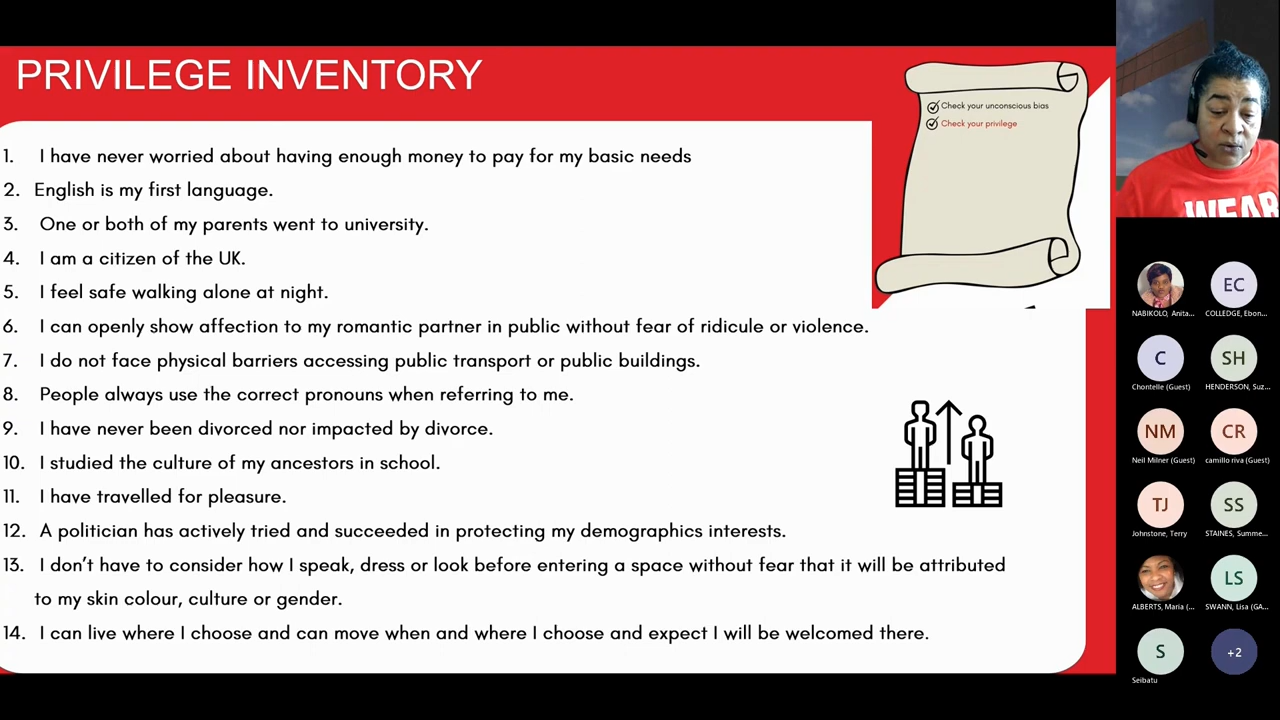 PRIVILEGE INVENTORY
Check your unconscious bias
Check your privilege
1. I have never worried about having enough money to pay for my basic needs
2. English is my first language.
3. One or both of my parents went to university.
4. I am a citizen of the UK.
5. I feel safe walking alone at night.
6. I can openly show affection to my romantic partner in public without fear of ridicule or violence.
7. I do not face physical barriers accessing public transport or public buildings.
8. People always use the correct pronouns when referring to me.
9. I have never been divorced nor impacted by divorce.
10. I studied the culture of my ancestors in school.
11. I have travelled for pleasure.
12. A politician has actively tried and succeeded in protecting my demographics interests.
13. I don’t have to consider how I speak, dress or look before entering a space without fear that it will be attributed
to my skin colour, culture or gender.
14. I can live where I choose and can move when and where I choose and expect I will be welcomed there.
WEAR
NABIKOLO, Anita...
EC
COLLEDGE, Ebon...
C
Chontelle (Guest)
SH
HENDERSON, Suz...
NM
Neil Milner (Guest)
CR
camillo riva (Guest)
TJ
Johnstone, Terry
SS
STAINES, Summe...
ALBERTS, Maria (...
LS
SWANN, Lisa (GA...
S
Seibatu
+2